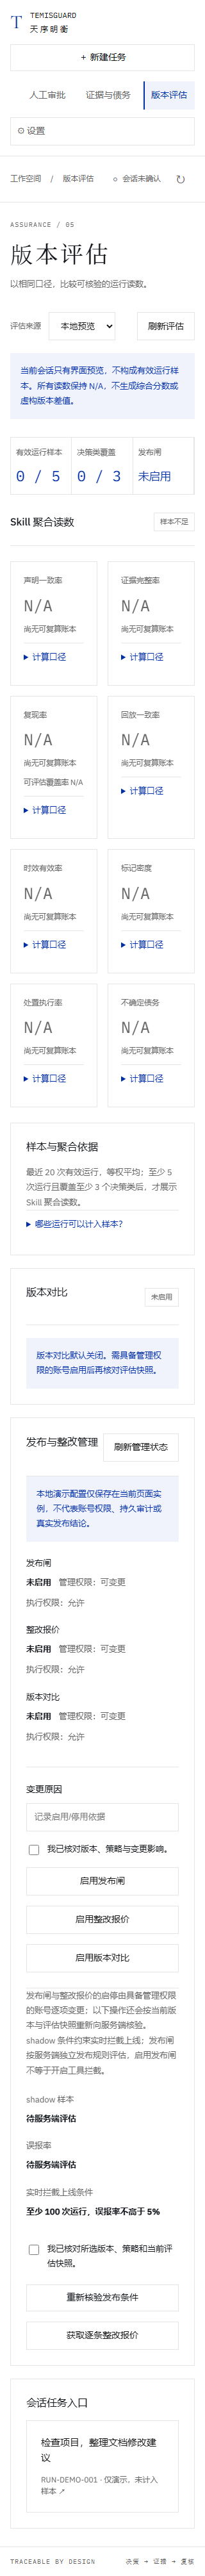 T TEMISGUARD
天序明衡
+ 新建任务
人工审批 证据与债务 版本评估
设置
工作空间 / 版本评估 会话未确认 ↻
ASSURANCE / 05
版本评估
以相同口径，比较可核验的运行读数。
评估来源 本地预览 刷新评估
当前会话只有界面预览，不构成有效运行样
本。所有读数保持 N/A，不生成综合分数或
虚构版本差值。
有效运行样本 决策类覆盖 发布闸
0 / 5 0 / 3 未启用
Skill 聚合读数 样本不足
声明一致率 证据完整率
N/A N/A
尚无可复算账本 尚无可复算账本
▶ 计算口径 ▶ 计算口径
复现率 回放一致率
N/A N/A
尚无可复算账本 尚无可复算账本
可评估覆盖率 N/A ▶ 计算口径
▶ 计算口径
时效有效率 标记密度
N/A N/A
尚无可复算账本 尚无可复算账本
▶ 计算口径 ▶ 计算口径
处置执行率 不确定债务
N/A N/A
尚无可复算账本 尚无可复算账本
▶ 计算口径 ▶ 计算口径
样本与聚合依据
最近 20 次有效运行，等权平均；至少 5
次运行且覆盖至少 3 个决策类后，才展示
Skill 聚合读数。
▶ 哪些运行可以计入样本？
版本对比 未启用
版本对比默认关闭。需具备管理权
限的账号启用后再核对评估快照。
发布与整改管理 刷新管理状态
本地演示配置仅保存在当前页面实
例，不代表账号权限、持久审计或
真实发布结论。
发布闸
未启用 管理权限：可变更
执行权限：允许
整改报价
未启用 管理权限：可变更
执行权限：允许
版本对比
未启用 管理权限：可变更
执行权限：允许
变更原因
记录启用/停用依据
我已核对版本、策略与变更影响。
启用发布闸
启用整改报价
启用版本对比
发布闸与整改报价的启停由具备管理权限
的账号逐项变更；以下操作还会按当前版
本与评估快照重新向服务端核验。
shadow 条件约束实时拦截上线；发布闸
按服务端独立发布规则评估，启用发布闸
不等于开启工具拦截。
shadow 样本
待服务端评估
误报率
待服务端评估
实时拦截上线条件
至少 100 次运行，误报率不高于 5%
我已核对所选版本、策略和当前评
估快照。
重新核验发布条件
获取逐条整改报价
会话任务入口
检查项目，整理文档修改建
议
RUN-DEMO-001 · 仅演示，未计入
样本 ↗
TRACEABLE BY DESIGN 决策 → 证据 → 复核